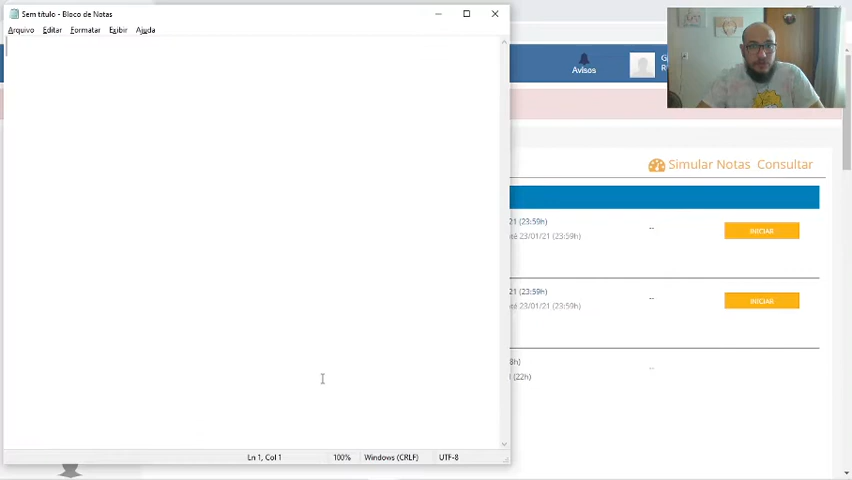 Sem título - Bloco de Notas
Arquivo Editar Formatar Exibir Ajuda
Avisos
Simular Notas Consultar
21 (23:59h)
até 23/01/21 (23:59h)
--
INICIAR
21 (23:59h)
até 23/01/21 (23:59h)
--
INICIAR
(22h)
--
Ln 1, Col 1 100% Windows (CRLF) UTF-8